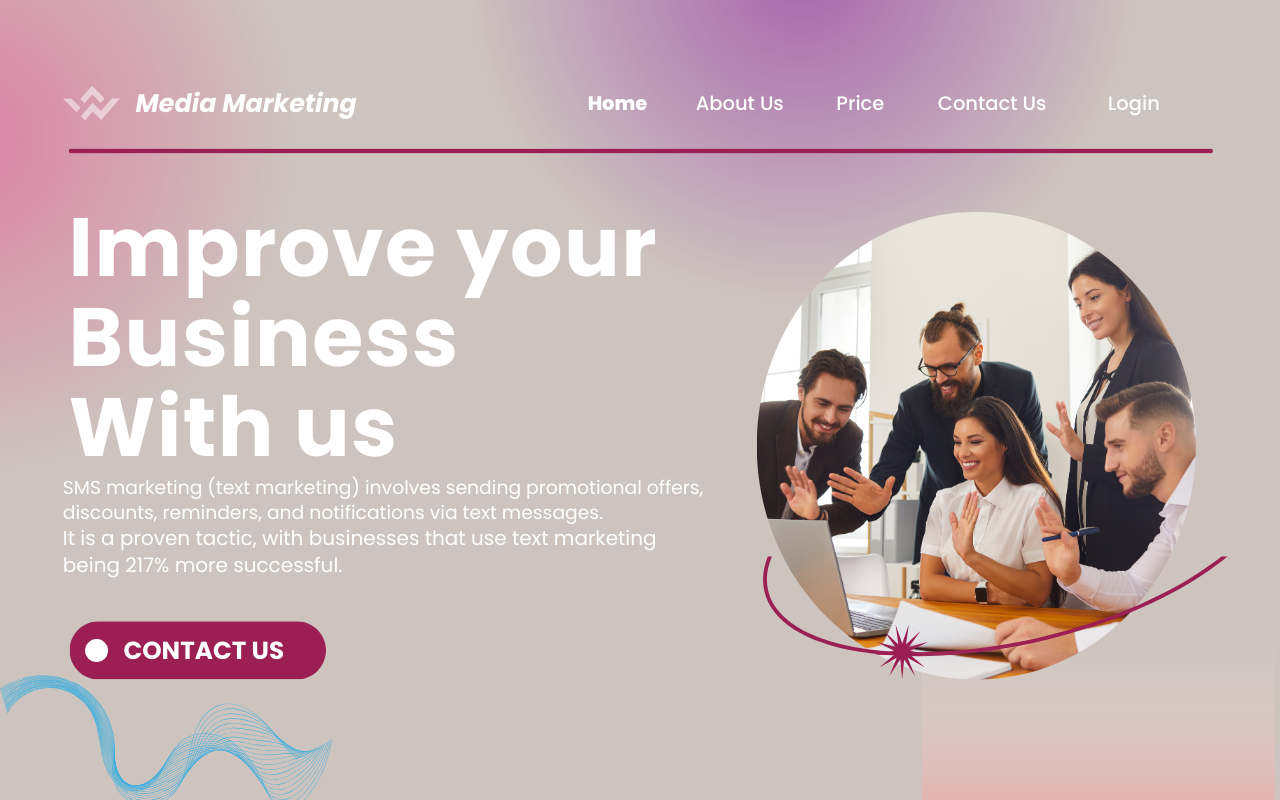 Media Marketing
Home
About Us
Price
Contact Us
Login
Improve your
Business
With us
SMS marketing (text marketing) involves sending promotional offers,
discounts, reminders, and notifications via text messages.
It is a proven tactic, with businesses that use text marketing
being 217% more successful.
CONTACT US